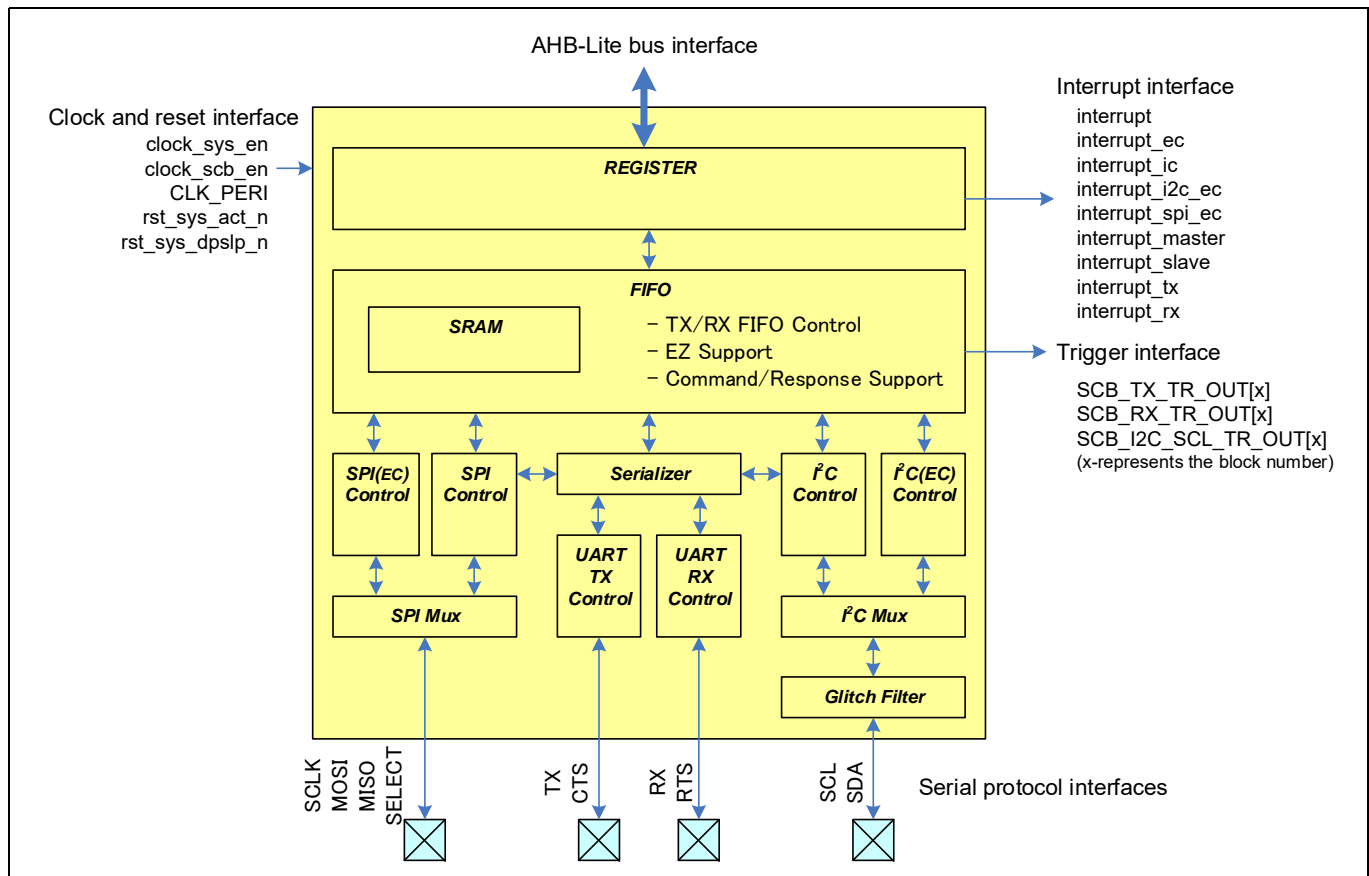 AHB-Lite bus interface
Clock and reset interface
clock_sys_en
clock_scb_en
CLK_PERI
rst_sys_act_n
rst_sys_dpslp_n
Interrupt interface
interrupt
interrupt_ec
interrupt_ic
interrupt_i2c_ec
interrupt_spi_ec
interrupt_master
interrupt_slave
interrupt_tx
interrupt_rx
REGISTER
FIFO
SRAM
– TX/RX FIFO Control
– EZ Support
– Command/Response Support
Trigger interface
SCB_TX_TR_OUT[x]
SCB_RX_TR_OUT[x]
SCB_I2C_SCL_TR_OUT[x]
(x-represents the block number)
SPI(EC)
Control
SPI
Control
Serializer
I²C
Control
I²C(EC)
Control
UART
TX
Control
UART
RX
Control
SPI Mux
I²C Mux
Glitch Filter
SCLK
MOSI
MISO
SELECT
TX
CTS
RX
RTS
SCL
SDA
Serial protocol interfaces